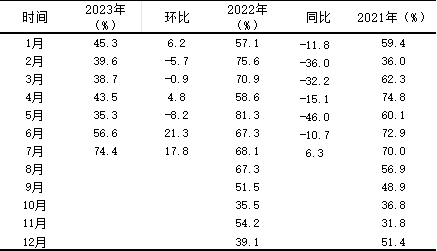 时间 2023年（%） 环比 2022年（%） 同比 2021年（%）
1月 45.3 6.2 57.1 -11.8 59.4
2月 39.6 -5.7 75.6 -36.0 36.0
3月 38.7 -0.9 70.9 -32.2 62.3
4月 43.5 4.8 58.6 -15.1 74.8
5月 35.3 -8.2 81.3 -46.0 60.1
6月 56.6 21.3 67.3 -10.7 72.9
7月 74.4 17.8 68.1 6.3 70.0
8月 67.3 56.9
9月 51.5 48.9
10月 35.5 36.8
11月 54.2 31.8
12月 39.1 51.4